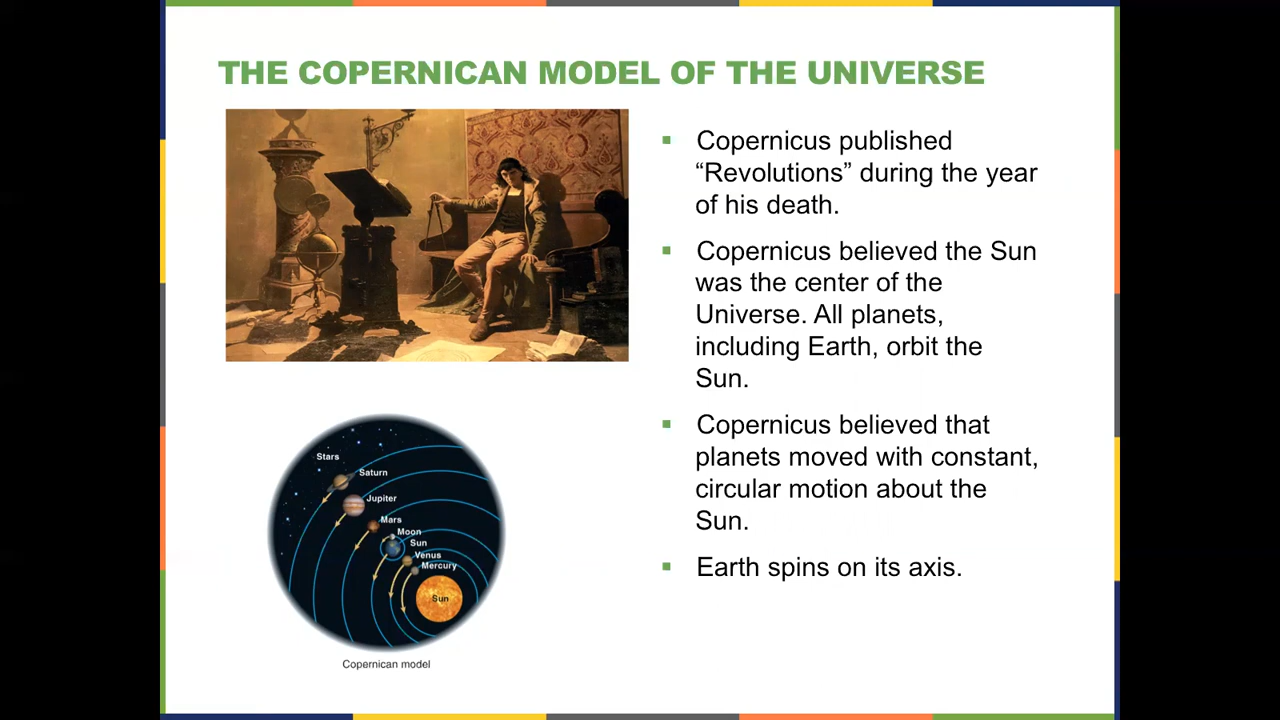 THE COPERNICAN MODEL OF THE UNIVERSE
▪ Copernicus published
“Revolutions” during the year
of his death.
▪ Copernicus believed the Sun
was the center of the
Universe. All planets,
including Earth, orbit the
Sun.
▪ Copernicus believed that
planets moved with constant,
circular motion about the
Sun.
▪ Earth spins on its axis.
Stars
Saturn
Jupiter
Mars
Moon
Sun
Venus
Mercury
Sun
Copernican model